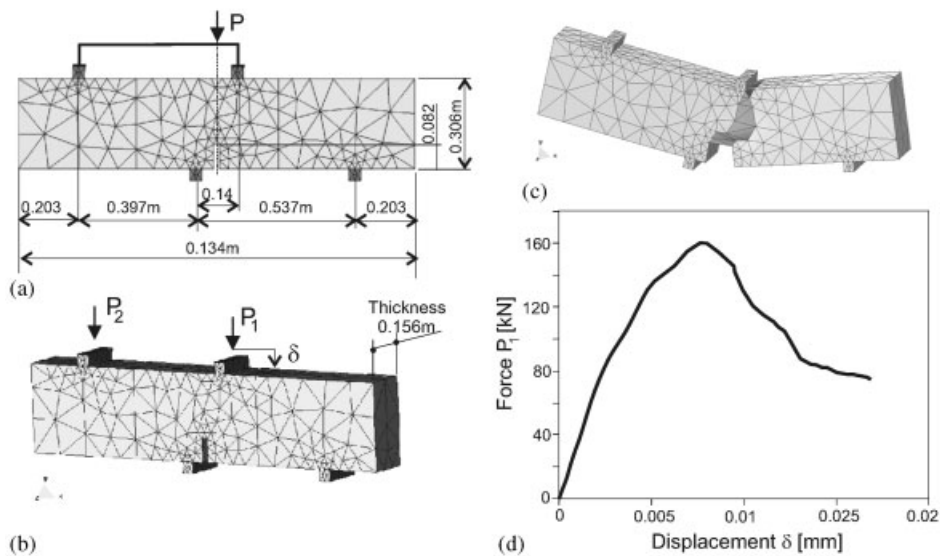 P
0.082
0.306m
0.14
0.203
0.397m
0.537m
0.203
0.134m
(a)
(c)
P2
P1
δ
Thickness
0.156m
(b)
Force P1 [kN]
160
120
80
40
0
0
0.005
0.01
0.025
0.02
Displacement δ [mm]
(d)